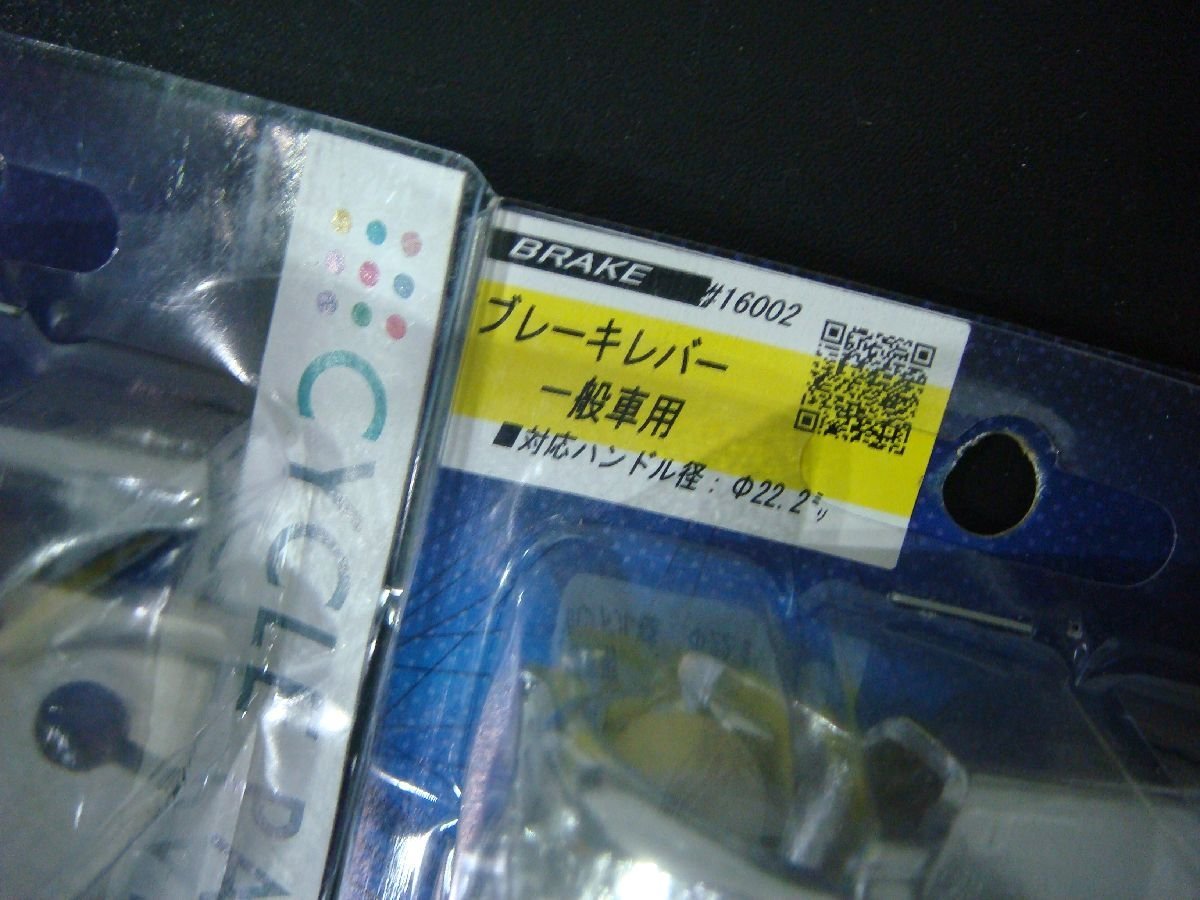 CYCLE PA
BRAKE #16002
ブレーキレバー
一般車用
■対応ハンドル径：Φ22.2ミリ